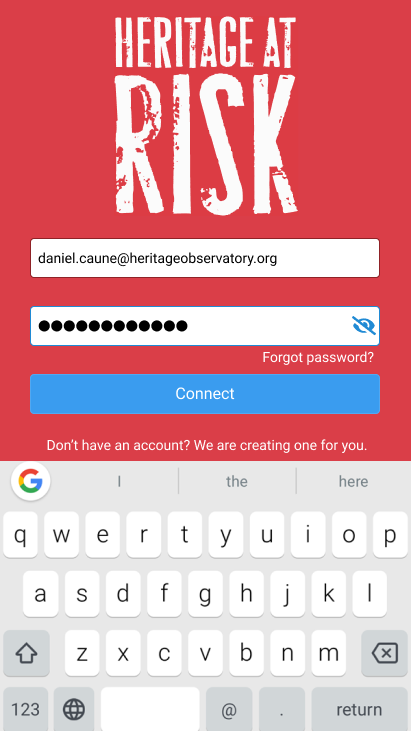 HERITAGE AT
RISK
daniel.caune@heritageobservatory.org
●●●●●●●●●●●●
Forgot password?
Connect
Don't have an account? We are creating one for you.
G I the here
q w e r t y u i o p
a s d f g h j k l
z x c v b n m
123 @ . return